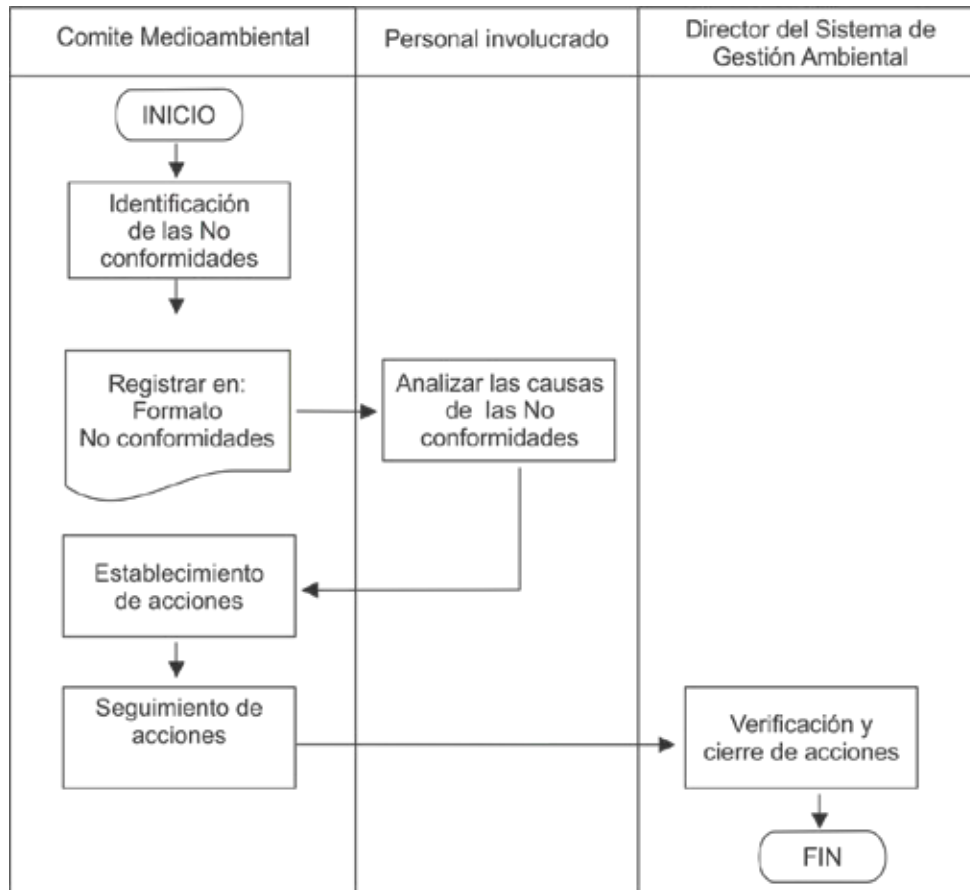 Comite Medioambiental
Personal involucrado
Director del Sistema de
Gestión Ambiental
INICIO
Identificación
de las No
conformidades
Registrar en:
Formato
No conformidades
Analizar las causas
de las No
conformidades
Establecimiento
de acciones
Seguimiento de
acciones
Verificación y
cierre de acciones
FIN